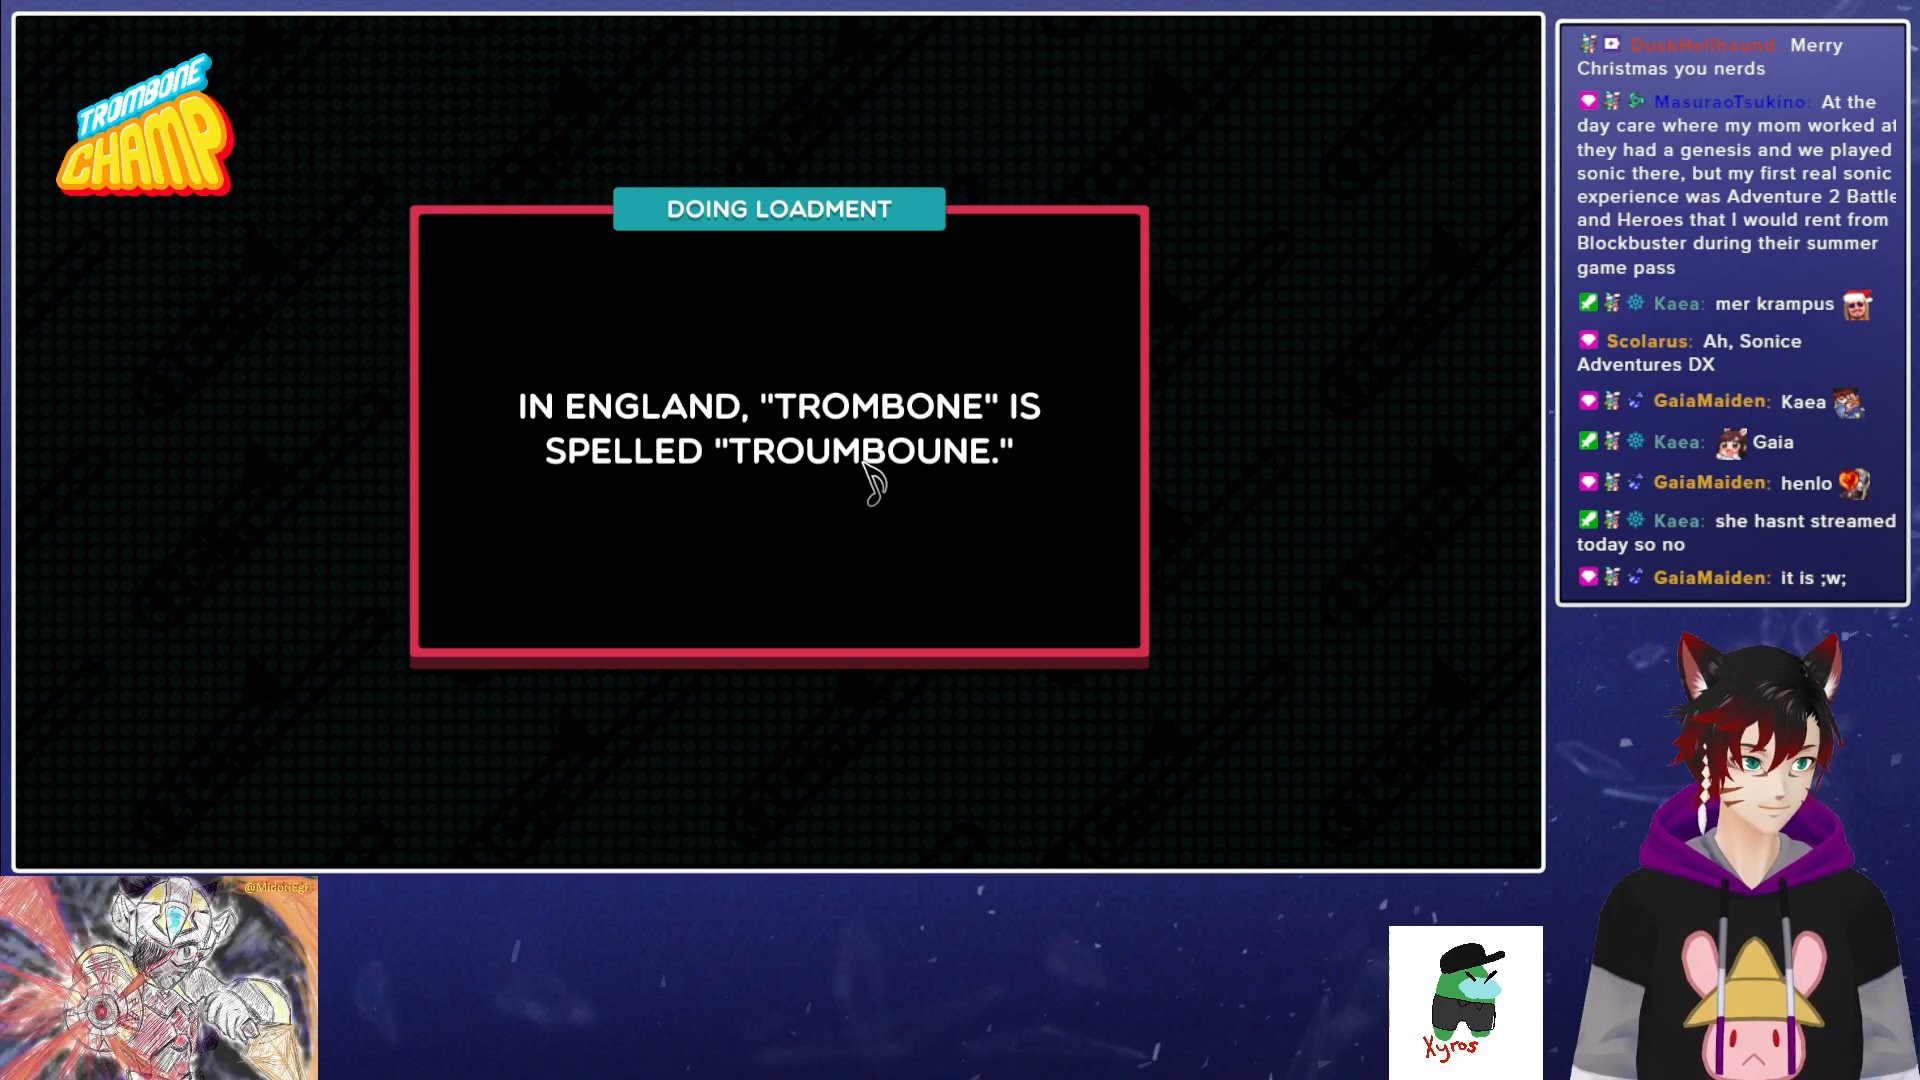 TROMBONE
CHAMP
DOING LOADMENT
IN ENGLAND, "TROMBONE" IS
SPELLED "TROUMBOUNE."
DuskHellhound: Merry
Christmas you nerds
MasuraoTsukino: At the
day care where my mom worked at
they had a genesis and we played
sonic there, but my first real sonic
experience was Adventure 2 Battle
and Heroes that I would rent from
Blockbuster during their summer
game pass
Kaea: mer krampus
Scolarus: Ah, Sonice
Adventures DX
GaiaMaiden: Kaea
Kaea: Gaia
GaiaMaiden: henlo
Kaea: she hasnt streamed
today so no
GaiaMaiden: it is ;w;
Xyros